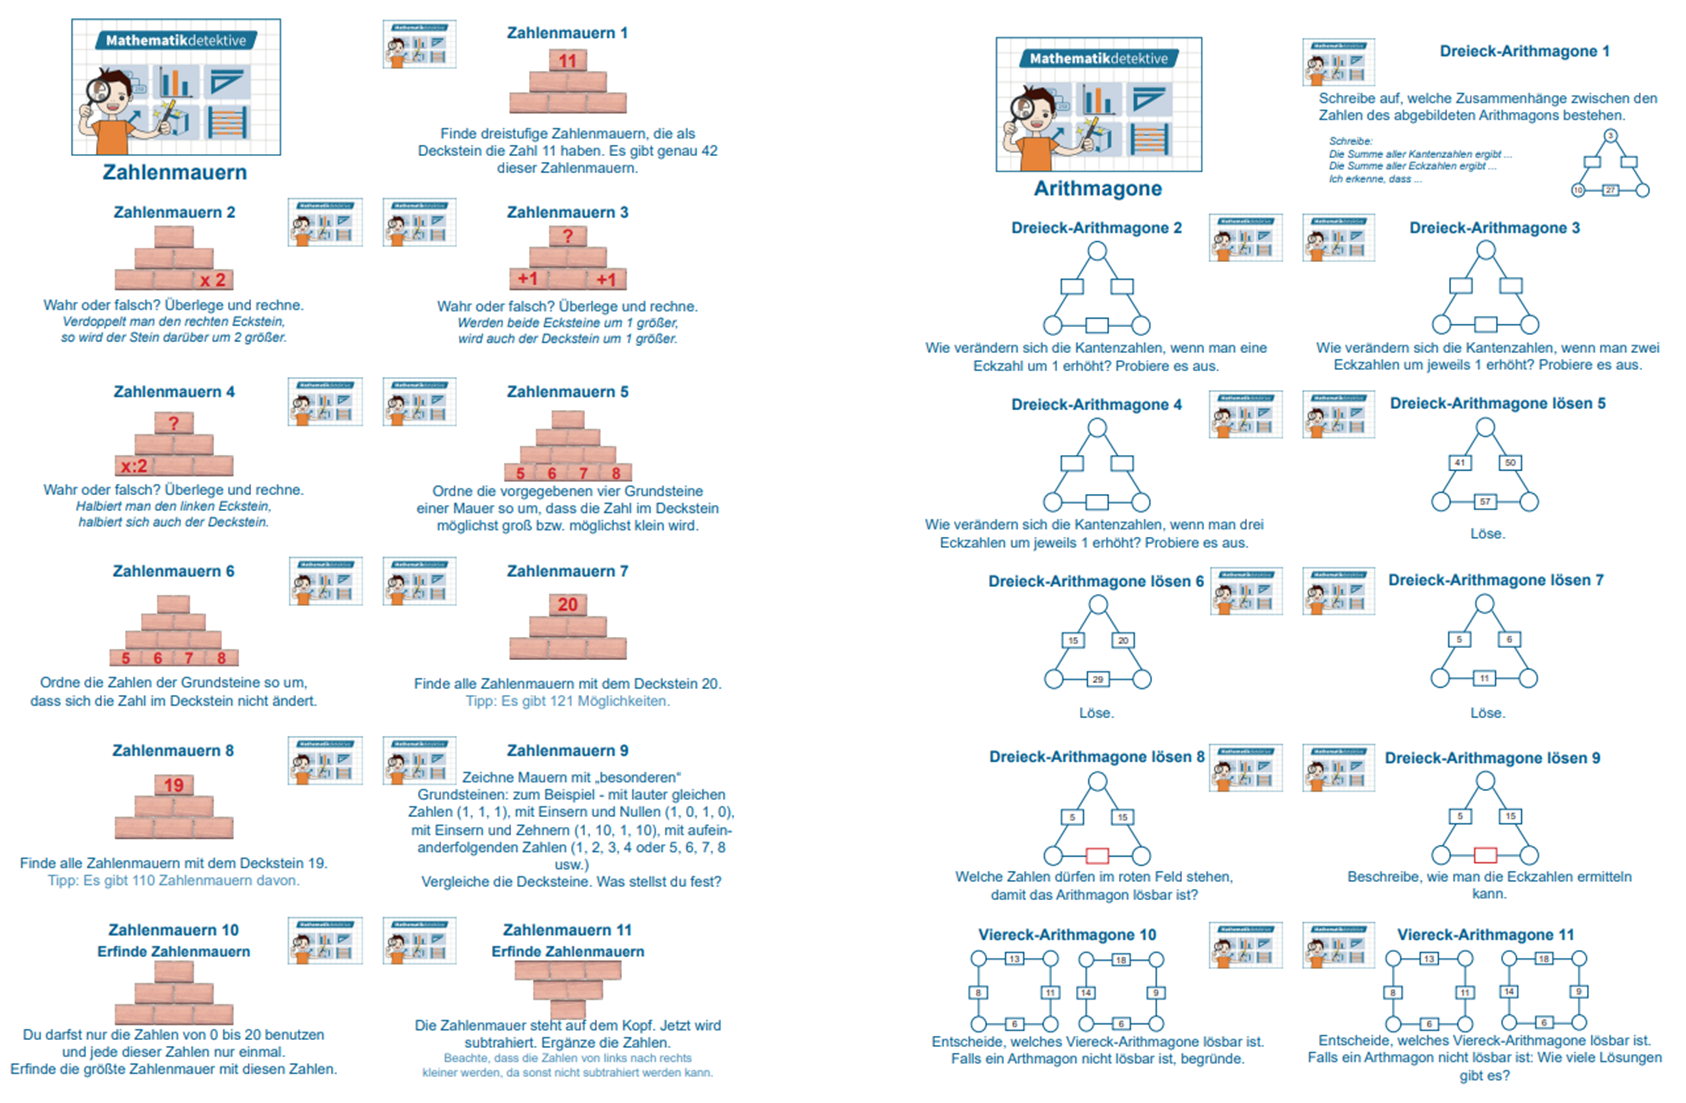 Mathematikdetektive
Zahlenmauern
Mathematikdetektive
Zahlenmauern 1
11
Finde dreistufige Zahlenmauern, die als
Deckstein die Zahl 11 haben. Es gibt genau 42
dieser Zahlenmauern.
Zahlenmauern 2
Mathematikdetektive
x 2
Wahr oder falsch? Überlege und rechne.
Verdoppelt man den rechten Eckstein,
so wird der Stein darüber um 2 größer.
Mathematikdetektive
Zahlenmauern 3
?
+1 +1
Wahr oder falsch? Überlege und rechne.
Werden beide Ecksteine um 1 größer,
wird auch der Deckstein um 1 größer.
Zahlenmauern 4
Mathematikdetektive
?
x:2
Wahr oder falsch? Überlege und rechne.
Halbiert man den linken Eckstein,
halbiert sich auch der Deckstein.
Mathematikdetektive
Zahlenmauern 5
5 6 7 8
Ordne die vorgegebenen vier Grundsteine
einer Mauer so um, dass die Zahl im Deckstein
möglichst groß bzw. möglichst klein wird.
Zahlenmauern 6
Mathematikdetektive
5 6 7 8
Ordne die Zahlen der Grundsteine so um,
dass sich die Zahl im Deckstein nicht ändert.
Mathematikdetektive
Zahlenmauern 7
20
Finde alle Zahlenmauern mit dem Deckstein 20.
Tipp: Es gibt 121 Möglichkeiten.
Zahlenmauern 8
Mathematikdetektive
19
Finde alle Zahlenmauern mit dem Deckstein 19.
Tipp: Es gibt 110 Zahlenmauern davon.
Mathematikdetektive
Zahlenmauern 9
Zeichne Mauern mit „besonderen“
Grundsteinen: zum Beispiel - mit lauter gleichen
Zahlen (1, 1, 1), mit Einsern und Nullen (1, 0, 1, 0),
mit Einsern und Zehnern (1, 10, 1, 10), mit aufein-
anderfolgenden Zahlen (1, 2, 3, 4 oder 5, 6, 7, 8
usw.)
Vergleiche die Decksteine. Was stellst du fest?
Zahlenmauern 10
Mathematikdetektive
Erfinde Zahlenmauern
Du darfst nur die Zahlen von 0 bis 20 benutzen
und jede dieser Zahlen nur einmal.
Erfinde die größte Zahlenmauer mit diesen Zahlen.
Mathematikdetektive
Zahlenmauern 11
Erfinde Zahlenmauern
Die Zahlenmauer steht auf dem Kopf. Jetzt wird
subtrahiert. Ergänze die Zahlen.
Beachte, dass die Zahlen von links nach rechts
kleiner werden, da sonst nicht subtrahiert werden kann.
Mathematikdetektive
Arithmagone
Mathematikdetektive
Dreieck-Arithmagone 1
Schreibe auf, welche Zusammenhänge zwischen den
Zahlen des abgebildeten Arithmagons bestehen.
Schreibe:
Die Summe aller Kantenzahlen ergibt ...
Die Summe aller Eckzahlen ergibt ...
Ich erkenne, dass ...
3
10 27
Dreieck-Arithmagone 2
Mathematikdetektive
Wie verändern sich die Kantenzahlen, wenn man eine
Eckzahl um 1 erhöht? Probiere es aus.
Mathematikdetektive
Dreieck-Arithmagone 3
Wie verändern sich die Kantenzahlen, wenn man zwei
Eckzahlen um jeweils 1 erhöht? Probiere es aus.
Dreieck-Arithmagone 4
Mathematikdetektive
Wie verändern sich die Kantenzahlen, wenn man drei
Eckzahlen um jeweils 1 erhöht? Probiere es aus.
Mathematikdetektive
Dreieck-Arithmagone lösen 5
41 50
57
Löse.
Dreieck-Arithmagone lösen 6
Mathematikdetektive
15 20
29
Löse.
Mathematikdetektive
Dreieck-Arithmagone lösen 7
5 6
11
Löse.
Dreieck-Arithmagone lösen 8
Mathematikdetektive
5 15
Welche Zahlen dürfen im roten Feld stehen,
damit das Arithmagon lösbar ist?
Mathematikdetektive
Dreieck-Arithmagone lösen 9
5 15
Beschreibe, wie man die Eckzahlen ermitteln
kann.
Viereck-Arithmagone 10
Mathematikdetektive
13 18
8 11 14 9
6 6
Entscheide, welches Viereck-Arithmagone lösbar ist.
Falls ein Arthmagon nicht lösbar ist, begründe.
Mathematikdetektive
Viereck-Arithmagone 11
13 18
8 11 14 9
6 6
Entscheide, welches Viereck-Arithmagone lösbar ist.
Falls ein Arthmagon nicht lösbar ist: Wie viele Lösungen
gibt es?